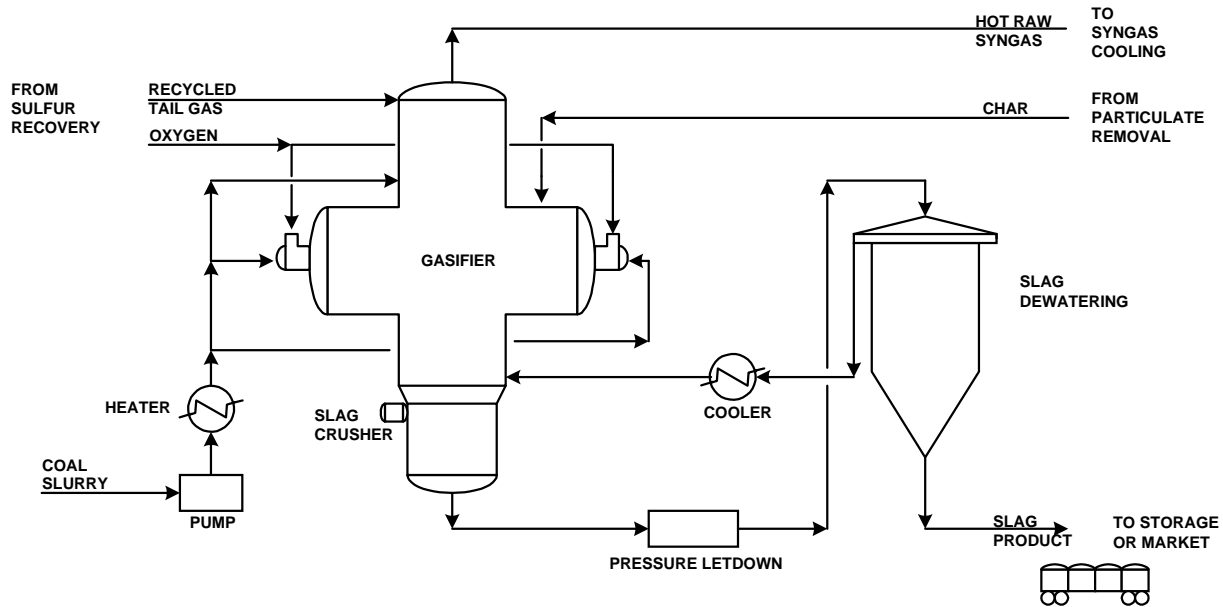 HOT RAW
SYNGAS
TO
SYNGAS
COOLING
FROM
SULFUR
RECOVERY
RECYCLED
TAIL GAS
OXYGEN
CHAR
FROM
PARTICULATE
REMOVAL
GASIFIER
SLAG
DEWATERING
HEATER
SLAG
CRUSHER
COOLER
COAL
SLURRY
PUMP
PRESSURE LETDOWN
SLAG
PRODUCT
TO STORAGE
OR MARKET